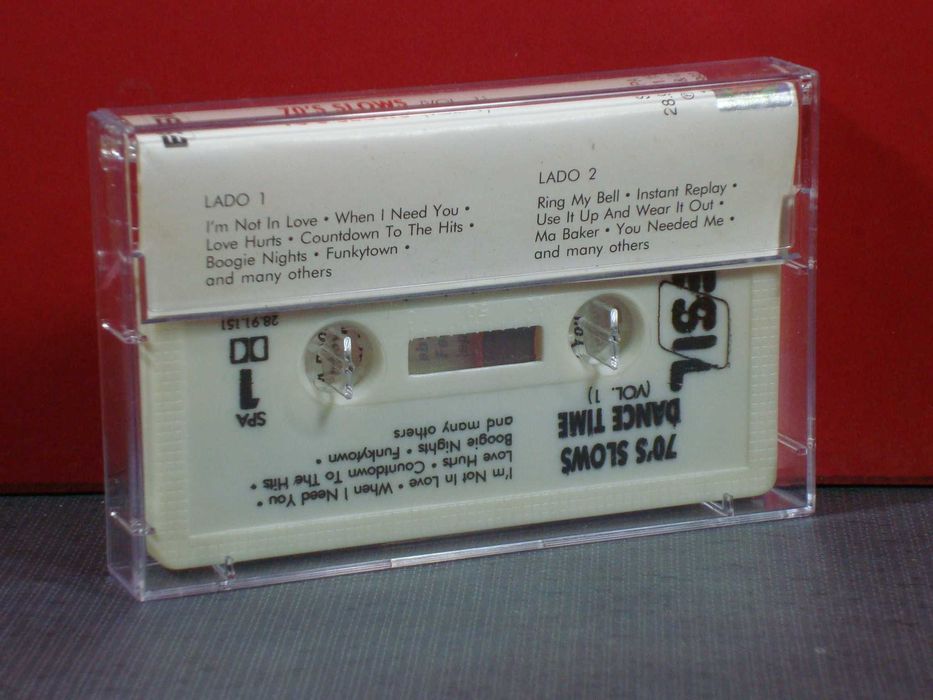 70'S SLOWS
LADO 1
I'm Not In Love • When I Need You •
Love Hurts • Countdown To The Hits •
Boogie Nights • Funkytown •
and many others
LADO 2
Ring My Bell • Instant Replay •
Use It Up And Wear It Out •
Ma Baker • You Needed Me •
and many others
70'S SLOWS
DANCE TIME
(VOL. 1)
I'm Not In Love • When I Need You •
Love Hurts • Countdown To The Hits •
Boogie Nights • Funkytown •
and many others
SPA
1
28.91.151